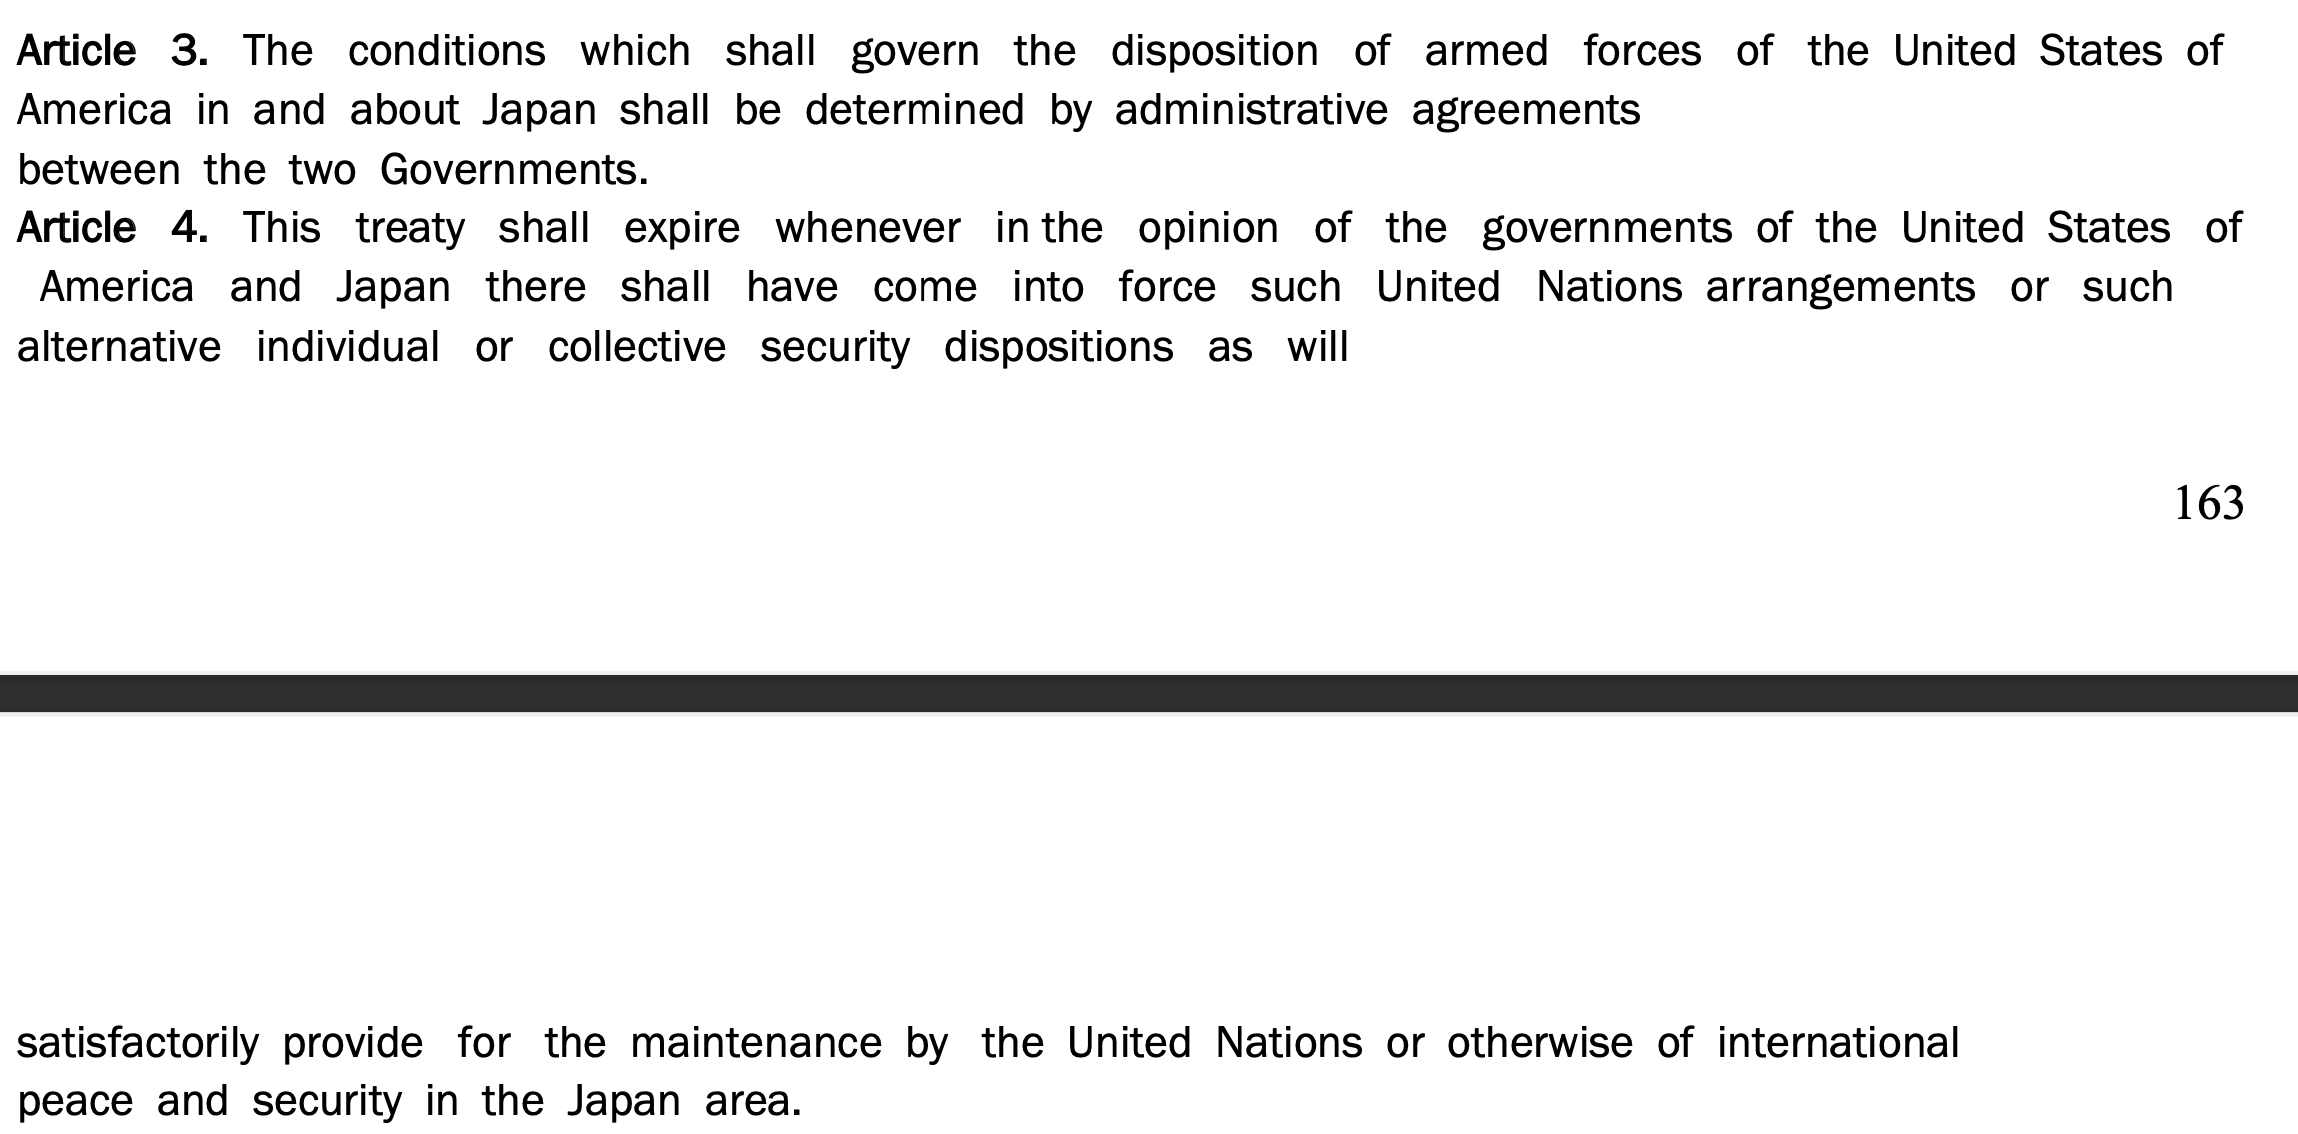 Article 3. The conditions which shall govern the disposition of armed forces of the United States of
America in and about Japan shall be determined by administrative agreements
between the two Governments.
Article 4. This treaty shall expire whenever in the opinion of the governments of the United States of
America and Japan there shall have come into force such United Nations arrangements or such
alternative individual or collective security dispositions as will
163
satisfactorily provide for the maintenance by the United Nations or otherwise of international
peace and security in the Japan area.